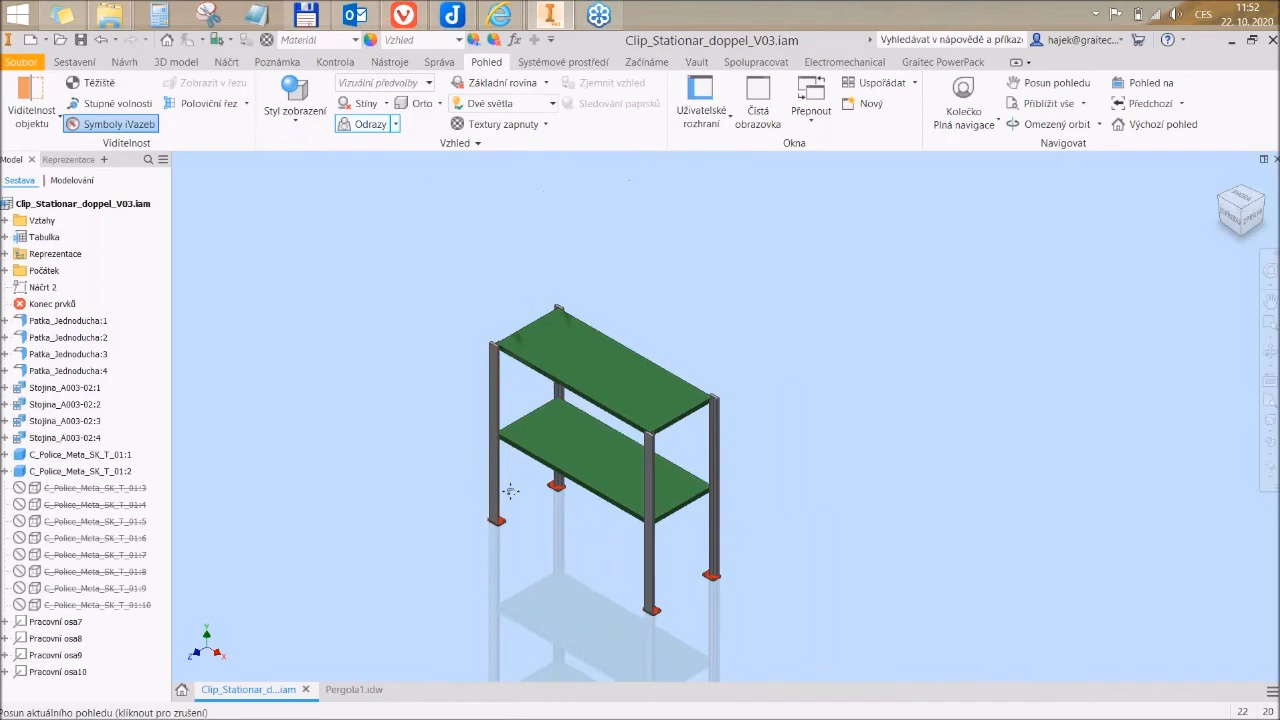 CES
11:52
22. 10. 2020
Materiál
Vzhled
Clip_Stationar_doppel_V03.iam
Vyhledávat v nápovědě a příkaz
hajek@graitec...
Soubor
Sestavení
Návrh
3D model
Náčrt
Poznámka
Kontrola
Nástroje
Pohled
Systémové prostředí
Začínáme
Electromechanical
Graitec PowerPack
Viditelnost
objektu
Těžiště
Stupně volnosti
Symboly iVazeb
Zobrazit v řezu
Poloviční řez
Viditelnost
Styl zobrazení
Vizuální předvolby
Stíny
Orto
Odrazy
Základní rovina
Dvě světla
Textury zapnuty
Zjemnit vzhled
Sledování paprsků
Vzhled
Uživatelské
rozhraní
Čistá
obrazovka
Přepnout
Uspořádat
Nový
Okna
Kolečko
Plná navigace
Posun pohledu
Přiblížit vše
Omezený orbit
Pohled na
Předchozí
Výchozí pohled
Navigovat
Model
Reprezentace
Sestava
Modelování
Clip_Stationar_doppel_V03.iam
Vztahy
Tabulka
Reprezentace
Počátek
Náčrt 2
Konec prvků
Patka_Jednoducha:1
Patka_Jednoducha:2
Patka_Jednoducha:3
Patka_Jednoducha:4
Stojina_A003-02:1
Stojina_A003-02:2
Stojina_A003-02:3
Stojina_A003-02:4
C_Police_Meta_SK_T_01:1
C_Police_Meta_SK_T_01:2
C_Police_Meta_SK_T_01:3
C_Police_Meta_SK_T_01:4
C_Police_Meta_SK_T_01:5
C_Police_Meta_SK_T_01:6
C_Police_Meta_SK_T_01:7
C_Police_Meta_SK_T_01:8
C_Police_Meta_SK_T_01:9
C_Police_Meta_SK_T_01:10
Pracovní osa7
Pracovní osa8
Pracovní osa9
Pracovní osa10
Y
Z
X
Clip_Stationar_d...iam
Pergola1.idw
Posun aktuálního pohledu (kliknout pro zrušení)
22
20